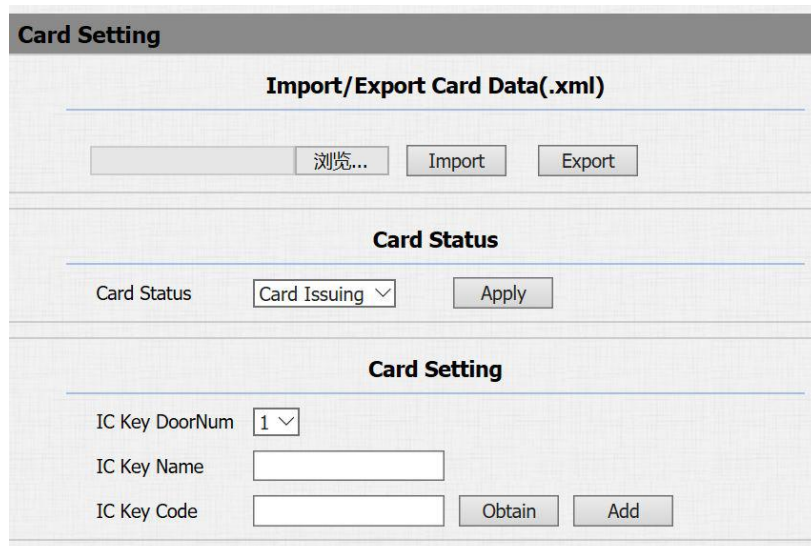 Card Setting
Import/Export Card Data(.xml)
浏览... Import Export
Card Status
Card Status Card Issuing Apply
Card Setting
IC Key DoorNum 1
IC Key Name
IC Key Code Obtain Add